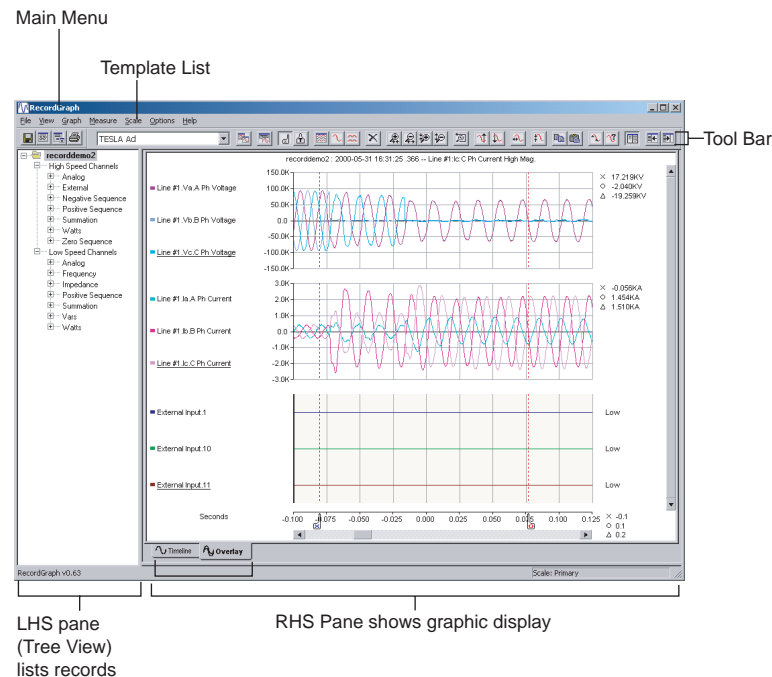 Main Menu
Template List
Tool Bar
RecordGraph
File View Graph Measure Scale Options Help
TESLA Ad
recorddemo2
High Speed Channels
Analog
External
Negative Sequence
Positive Sequence
Summation
Watts
Zero Sequence
Low Speed Channels
Analog
Frequency
Impedance
Positive Sequence
Summation
Vars
Watts
recorddemo2 : 2000-05-31 16:31:25 .366 -- Line #1:Ic:C Ph Current High Mag.
150.0K
100.0K
50.0K
0.0
-50.0K
-100.0K
-150.0K
Line #1.Va.A Ph Voltage
Line #1.Vb.B Ph Voltage
Line #1.Vc.C Ph Voltage
× 17.219KV
○ -2.040KV
△ -19.259KV
3.0K
2.0K
1.0K
0.0
-1.0K
-2.0K
-3.0K
Line #1.Ia.A Ph Current
Line #1.Ib.B Ph Current
Line #1.Ic.C Ph Current
× -0.056KA
○ 1.454KA
△ 1.510KA
External Input.1
Low
External Input.10
Low
External Input.11
Low
Seconds
-0.100 -0.075 -0.050 -0.025 0.000 0.025 0.050 0.075 0.100 0.125
× -0.1
○ 0.1
△ 0.2
Timeline Overlay
RecordGraph v0.63
Scale: Primary
LHS pane
(Tree View)
lists records
RHS Pane shows graphic display